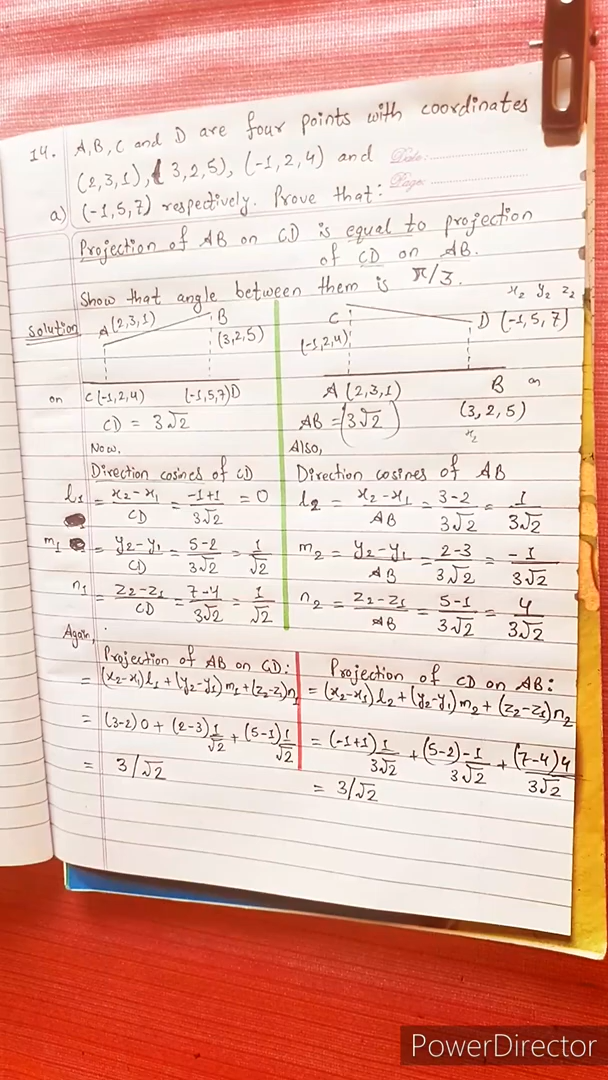 14. A, B, C and D are four points with coordinates
(2,3,1), (3,2,5), (-1,2,4) and Date:
a) (-1,5,7) respectively. Prove that: Page:
Projection of AB on CD is equal to projection
of CD on AB.
Show that angle between them is π/3.
x₂ y₂ z₂
Solution
A (2,3,1) B
(3,2,5)
on C (-1,2,4) (-1,5,7) D
CD = 3√2
Now,
Direction cosines of CD
l₁ = x₂-x₁/CD = -1+1/3√2 = 0
m₁ = y₂-y₁/CD = 5-2/3√2 = 1/√2
n₁ = z₂-z₁/CD = 7-4/3√2 = 1/√2
C D (-1,5,7)
(-1,2,4)
A (2,3,1) B on
AB = (3√2) (3,2,5)
x₂
Also,
Direction cosines of AB
l₂ = x₂-x₁/AB = 3-2/3√2 = 1/3√2
m₂ = y₂-y₁/AB = 2-3/3√2 = -1/3√2
n₂ = z₂-z₁/AB = 5-1/3√2 = 4/3√2
Again,
Projection of AB on CD:
= (x₂-x₁)l₁+(y₂-y₁)m₁+(z₂-z₁)n₁
= (3-2)0 + (2-3)1/√2 + (5-1)1/√2
= 3/√2
Projection of CD on AB:
= (x₂-x₁)l₂+(y₂-y₁)m₂+(z₂-z₁)n₂
= (-1+1)1/3√2 + (5-2)-1/3√2 + (7-4)4/3√2
= 3/√2
PowerDirector